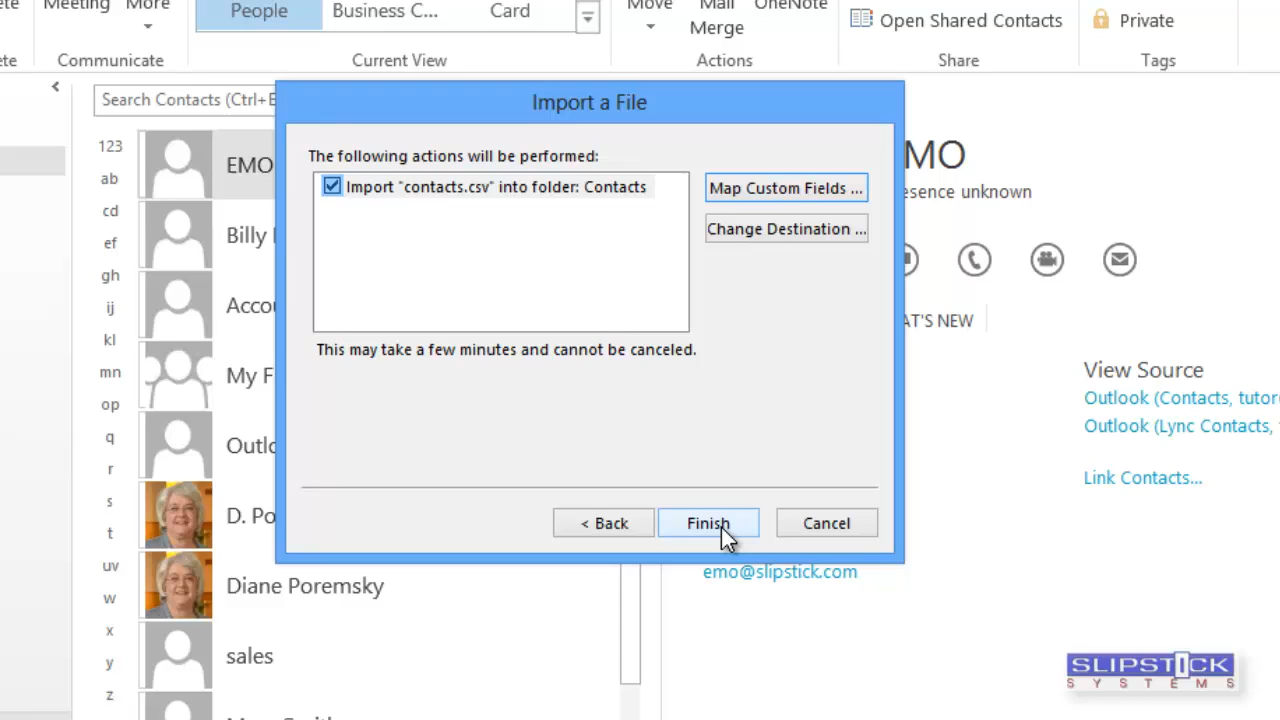 Meeting
More
People
Business C...
Card
Move
Mail
Merge
OneNote
Open Shared Contacts
Private
Communicate
Current View
Actions
Share
Tags
Search Contacts (Ctrl+E
123
ab
cd
ef
gh
ij
kl
mn
op
q
r
s
t
uv
w
x
y
z
EMO
Billy
Accou
My F
Outlo
D. Po
Diane Poremsky
sales
Import a File
The following actions will be performed:
Import "contacts.csv" into folder: Contacts
Map Custom Fields ...
Change Destination ...
This may take a few minutes and cannot be canceled.
< Back
Finish
Cancel
MO
esence unknown
AT'S NEW
View Source
Outlook (Contacts, tutor
Outlook (Lync Contacts,
Link Contacts...
emo@slipstick.com
SLIPSTICK
SYSTEMS